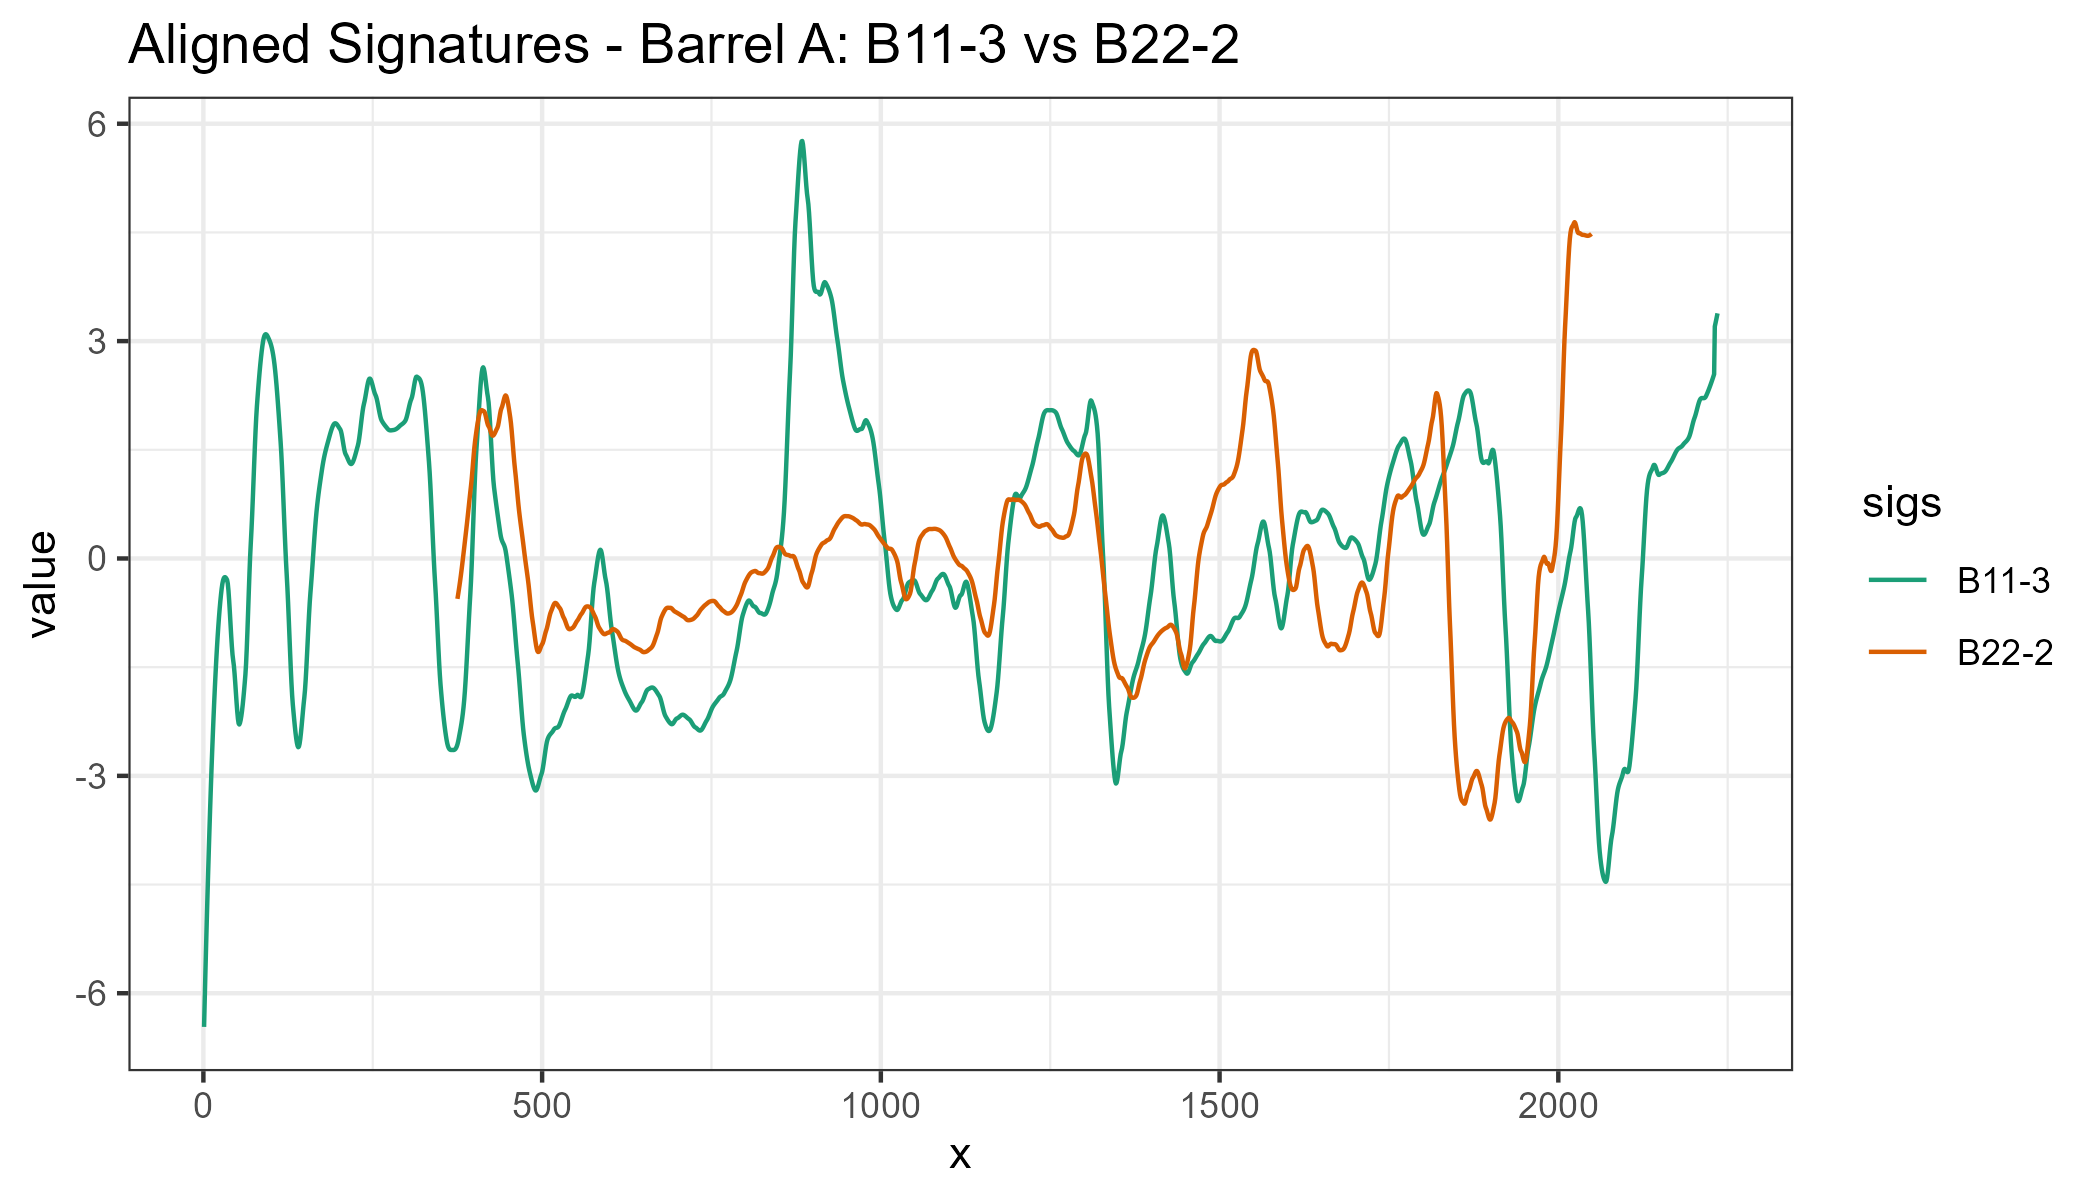 Aligned Signatures - Barrel A: B11-3 vs B22-2
6
3
0
-3
-6
value
0 500 1000 1500 2000
x
sigs
B11-3
B22-2